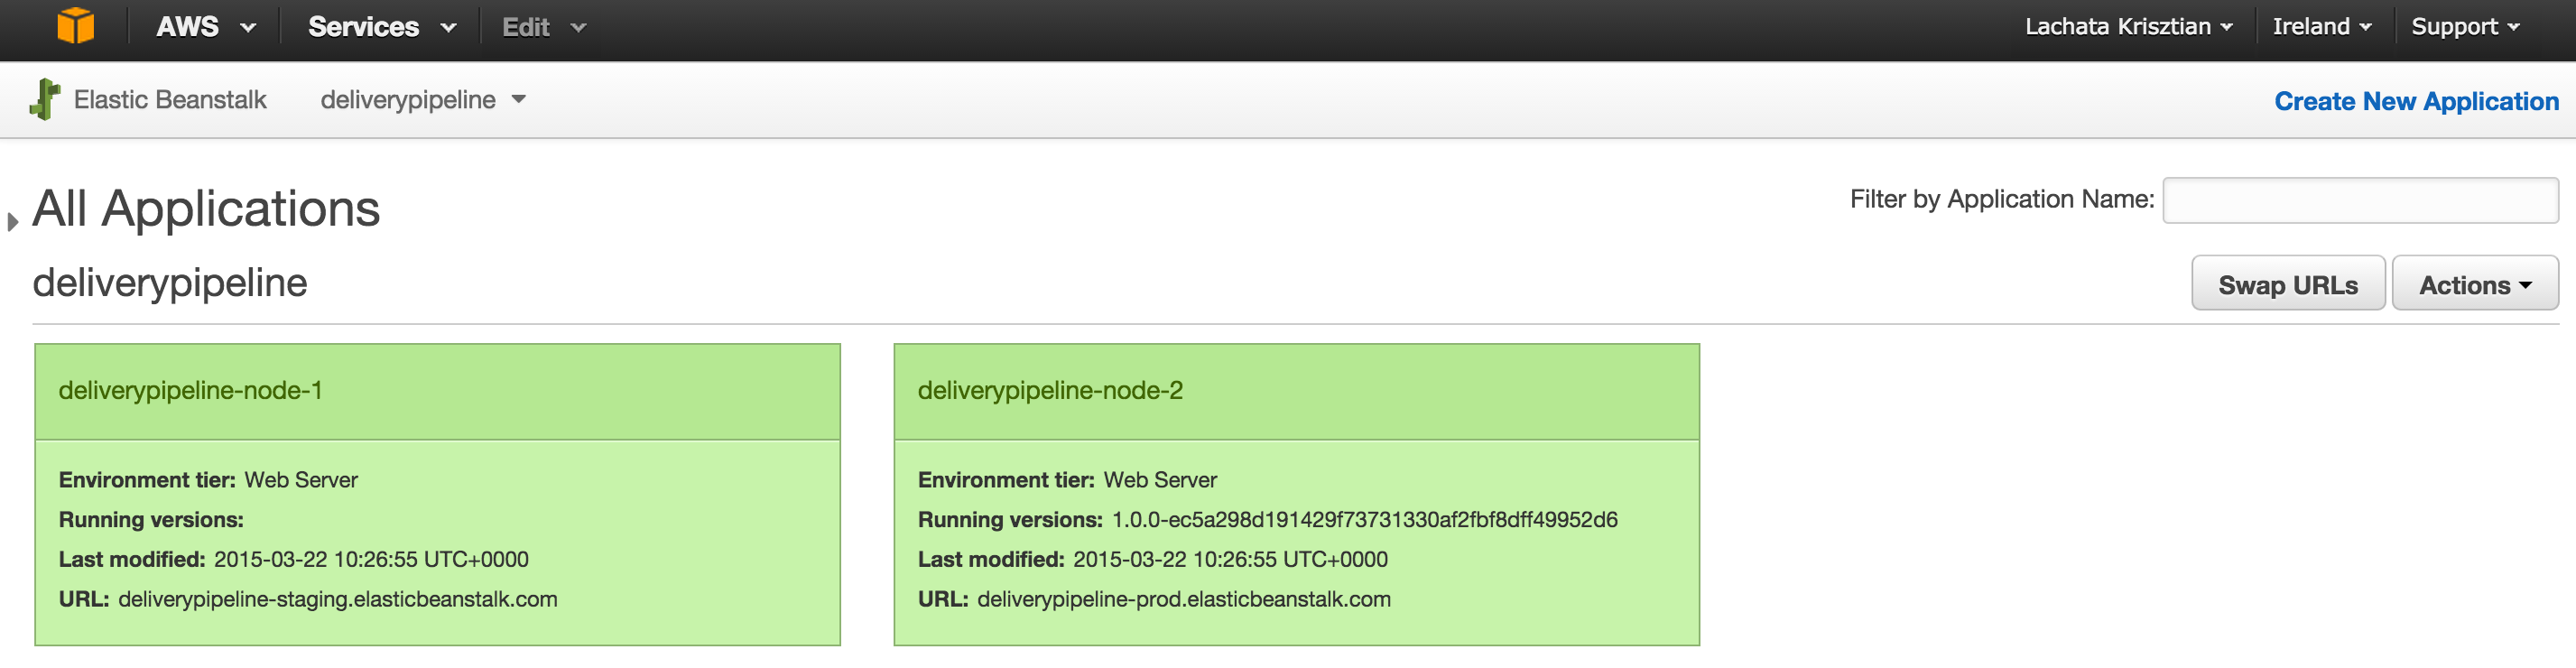 AWS Services Edit Lachata Krisztian Ireland Support
Elastic Beanstalk deliverypipeline Create New Application
All Applications Filter by Application Name:
deliverypipeline Swap URLs Actions
deliverypipeline-node-1
Environment tier: Web Server
Running versions:
Last modified: 2015-03-22 10:26:55 UTC+0000
URL: deliverypipeline-staging.elasticbeanstalk.com
deliverypipeline-node-2
Environment tier: Web Server
Running versions: 1.0.0-ec5a298d191429f73731330af2fbf8dff49952d6
Last modified: 2015-03-22 10:26:55 UTC+0000
URL: deliverypipeline-prod.elasticbeanstalk.com